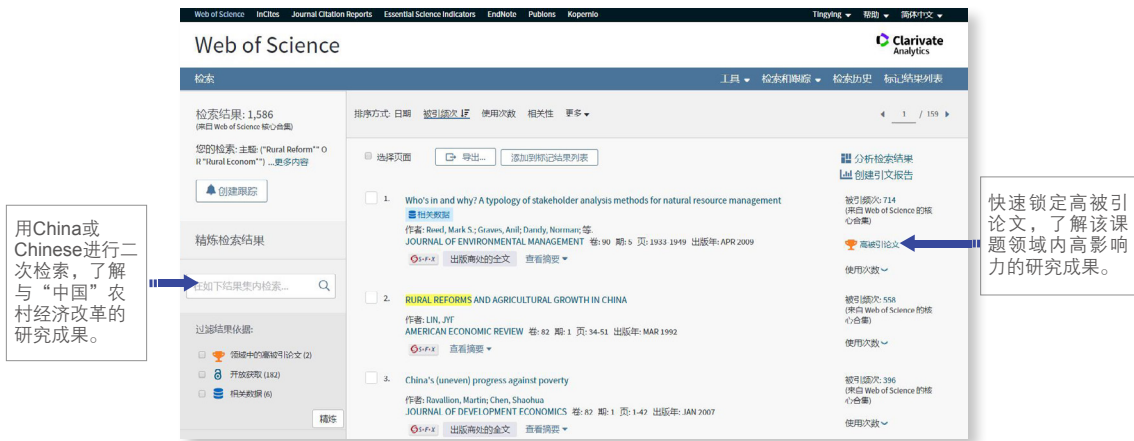 Web of Science InCites Journal Citation Reports Essential Science Indicators EndNote Publons Kopernio Tingying 帮助 简体中文
Web of Science
Clarivate
Analytics
检索 工具 检索和跟踪 检索历史 标记结果列表
检索结果: 1,586
(来自 Web of Science 核心合集)
您的检索: 主题: ("Rural Reform*" O
R "Rural Econom*") ...更多内容
创建跟踪
精炼检索结果
在如下结果集内检索...
过滤结果依据:
领域中的高被引论文 (2)
开放获取 (182)
相关数据 (6)
精炼
用China或
Chinese进行二
次检索，了解
与“中国”农
村经济改革的
研究成果。
排序方式: 日期 被引频次 使用次数 相关性 更多
1 / 159
选择页面 导出... 添加到标记结果列表
分析检索结果
创建引文报告
1. Who's in and why? A typology of stakeholder analysis methods for natural resource management
相关数据
作者: Reed, Mark S.; Graves, Anil; Dandy, Norman; 等.
JOURNAL OF ENVIRONMENTAL MANAGEMENT 卷: 90 期: 5 页: 1933-1949 出版年: APR 2009
S·F·X 出版商处的全文 查看摘要
被引频次: 714
(来自 Web of Science 的核
心合集)
高被引论文
使用次数
2. RURAL REFORMS AND AGRICULTURAL GROWTH IN CHINA
作者: LIN, JYF
AMERICAN ECONOMIC REVIEW 卷: 82 期: 1 页: 34-51 出版年: MAR 1992
S·F·X 查看摘要
被引频次: 558
(来自 Web of Science 的核
心合集)
使用次数
3. China's (uneven) progress against poverty
作者: Ravallion, Martin; Chen, Shaohua
JOURNAL OF DEVELOPMENT ECONOMICS 卷: 82 期: 1 页: 1-42 出版年: JAN 2007
S·F·X 出版商处的全文 查看摘要
被引频次: 396
(来自 Web of Science 的核
心合集)
使用次数
快速锁定高被引
论文，了解该课
题领域内高影响
力的研究成果。